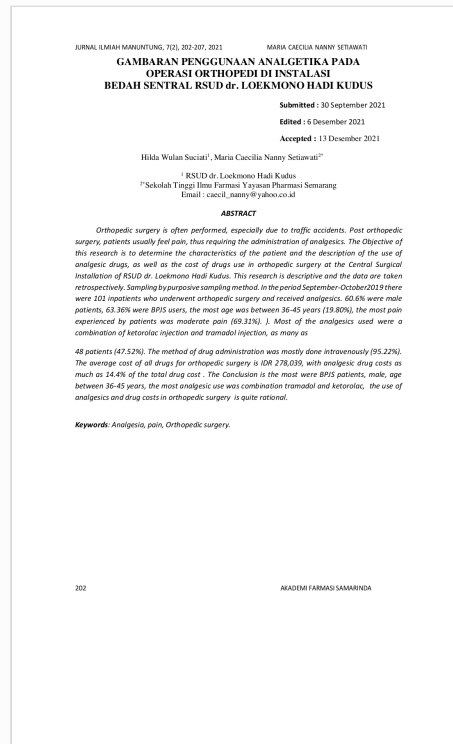 JURNAL ILMIAH MANUNTUNG, 7(2), 202-207, 2021 MARIA CAECILIA NANNY SETIAWATI
GAMBARAN PENGGUNAAN ANALGETIKA PADA
OPERASI ORTHOPEDI DI INSTALASI
BEDAH SENTRAL RSUD dr. LOEKMONO HADI KUDUS
Submitted : 30 September 2021
Edited : 6 Desember 2021
Accepted : 13 Desember 2021
Hilda Wulan Suciati1, Maria Caecilia Nanny Setiawati2*
1 RSUD dr. Loekmono Hadi Kudus
2*Sekolah Tinggi Ilmu Farmasi Yayasan Pharmasi Semarang
Email : caecil_nanny@yahoo.co.id
ABSTRACT
Orthopedic surgery is often performed, especially due to traffic accidents. Post orthopedic
surgery, patients usually feel pain, thus requiring the administration of analgesics. The Objective of
this research is to determine the characteristics of the patient and the description of the use of
analgesic drugs, as well as the cost of drugs use in orthopedic surgery at the Central Surgical
Installation of RSUD dr. Loekmono Hadi Kudus. This research is descriptive and the data are taken
retrospectively. Sampling by purposive sampling method. In the period September-October2019 there
were 101 inpatients who underwent orthopedic surgery and received analgesics. 60.6% were male
patients, 63.36% were BPJS users, the most age was between 36-45 years (19.80%), the most pain
experienced by patients was moderate pain (69.31%). ). Most of the analgesics used were a
combination of ketorolac injection and tramadol injection, as many as
48 patients (47.52%). The method of drug administration was mostly done intravenously (95.22%).
The average cost of all drugs for orthopedic surgery is IDR 278,039, with analgesic drug costs as
much as 14.4% of the total drug cost . The Conclusion is the most were BPJS patients, male, age
between 36-45 years, the most analgesic use was combination tramadol and ketorolac, the use of
analgesics and drug costs in orthopedic surgery is quite rational.
Keywords: Analgesia, pain, Orthopedic surgery.
202 AKADEMI FARMASI SAMARINDA